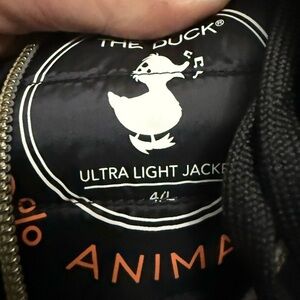 THE DUCK®
ULTRA LIGHT JACKE
4/L
% ANIMA